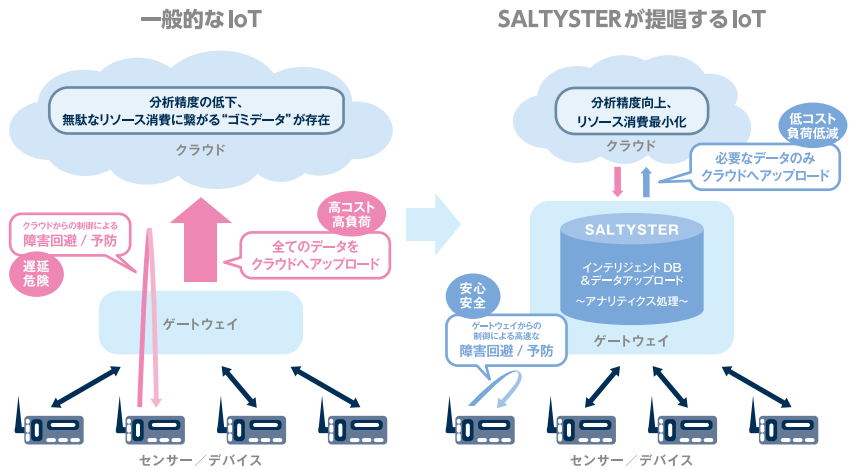 一般的なIoT
分析精度の低下、
無駄なリソース消費に繋がる“ゴミデータ”が存在
クラウド
高コスト
高負荷
全てのデータを
クラウドへアップロード
クラウドからの制御による
障害回避 / 予防
遅延
危険
ゲートウェイ
センサー／デバイス
SALTYSTERが提唱するIoT
分析精度向上、
リソース消費最小化
クラウド
低コスト
負荷低減
必要なデータのみ
クラウドへアップロード
SALTYSTER
インテリジェント DB
&データアップロード
～アナリティクス処理～
安心
安全
ゲートウェイからの
制御による高速な
障害回避 / 予防
ゲートウェイ
センサー／デバイス